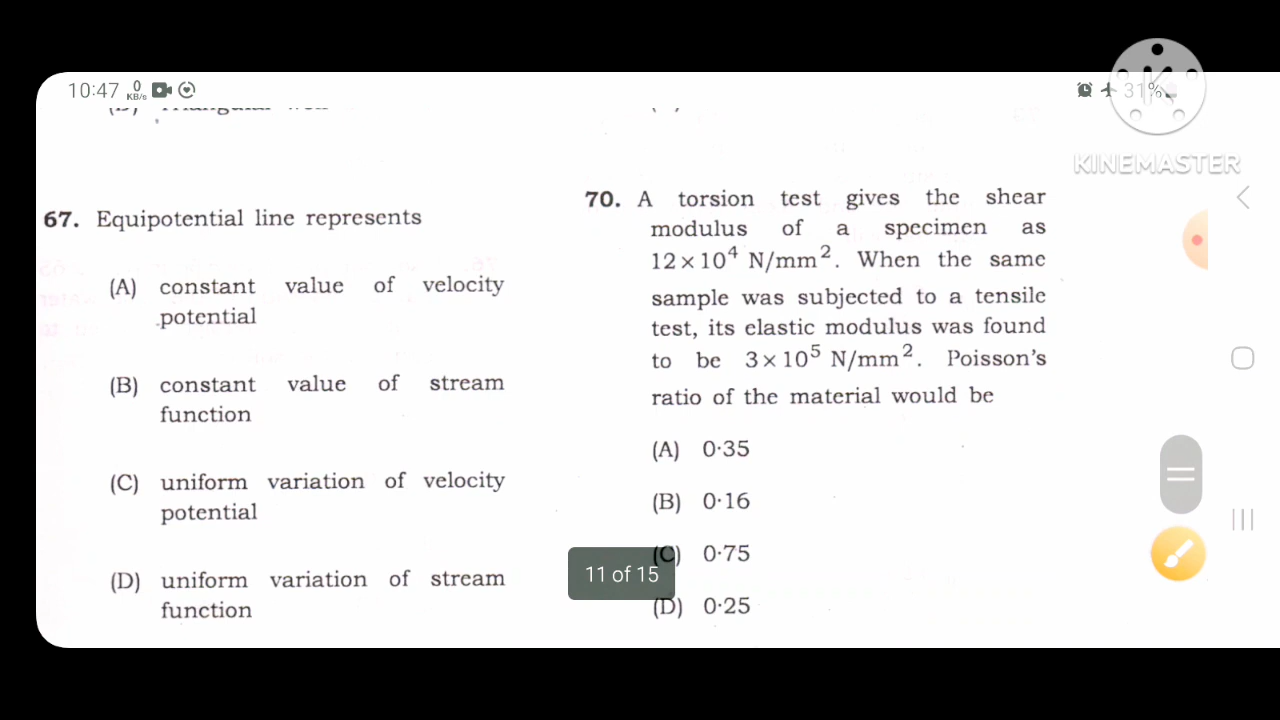 10:47 0 KB/s
31%
KINEMASTER
67. Equipotential line represents
(A) constant value of velocity
potential
(B) constant value of stream
function
(C) uniform variation of velocity
potential
(D) uniform variation of stream
function
70. A torsion test gives the shear
modulus of a specimen as
12×10⁴ N/mm². When the same
sample was subjected to a tensile
test, its elastic modulus was found
to be 3×10⁵ N/mm². Poisson's
ratio of the material would be
(A) 0·35
(B) 0·16
(C) 0·75
(D) 0·25
11 of 15